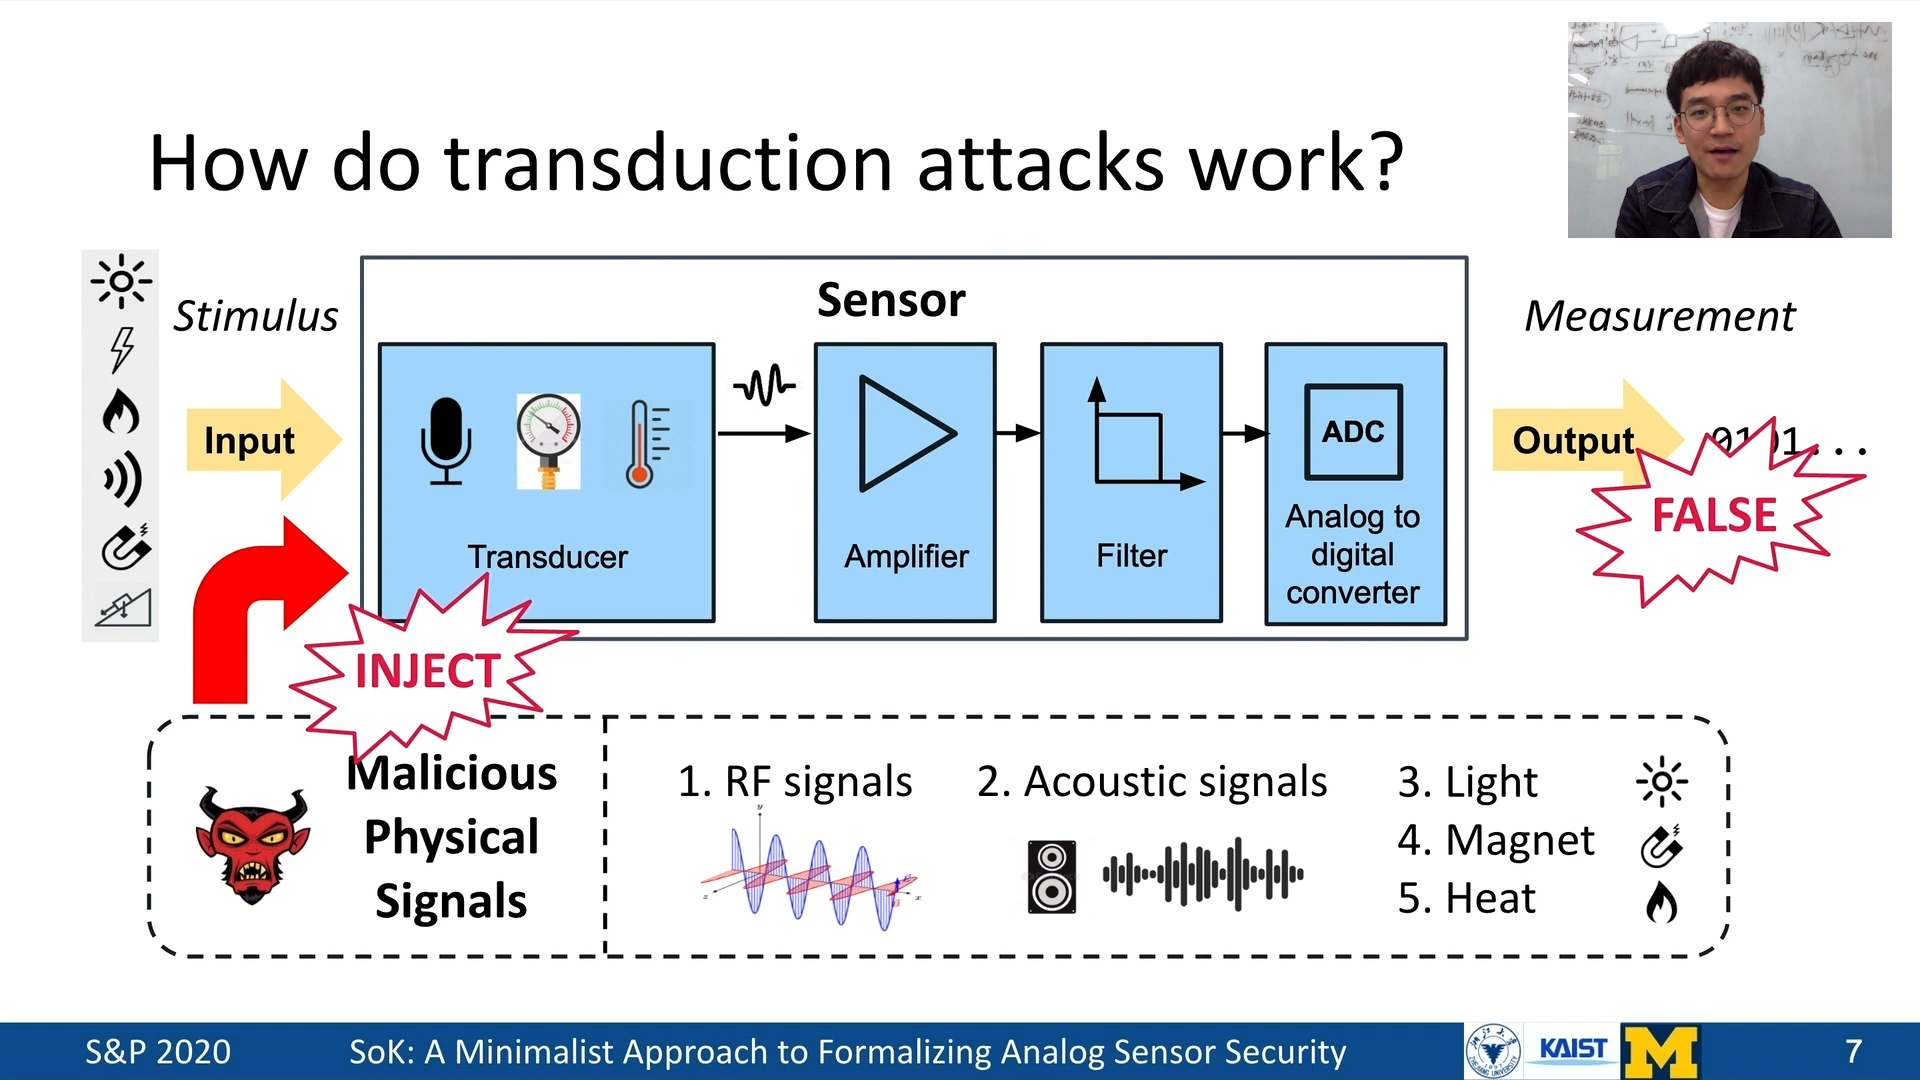 How do transduction attacks work?
Stimulus
Sensor
Measurement
Input
Transducer
Amplifier
Filter
ADC
Analog to
digital
converter
Output
FALSE
INJECT
Malicious
Physical
Signals
1. RF signals
2. Acoustic signals
3. Light
4. Magnet
5. Heat
S&P 2020
SoK: A Minimalist Approach to Formalizing Analog Sensor Security
KAIST
M
7